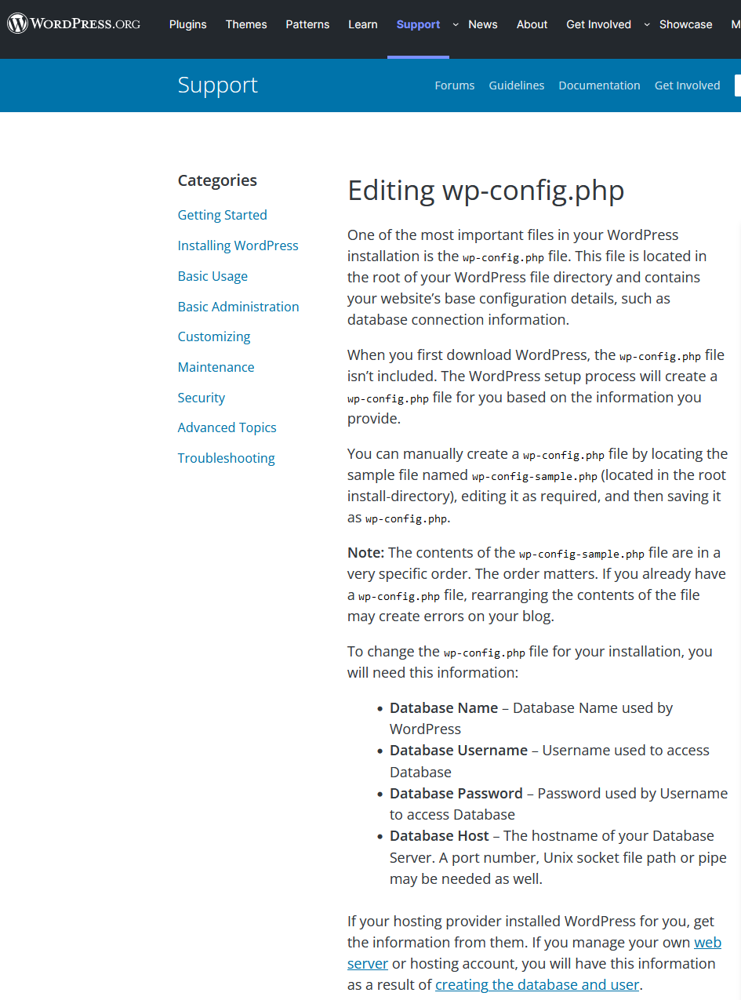 WORDPRESS.ORG Plugins Themes Patterns Learn Support News About Get Involved Showcase
Support Forums Guidelines Documentation Get Involved
Categories
Getting Started
Installing WordPress
Basic Usage
Basic Administration
Customizing
Maintenance
Security
Advanced Topics
Troubleshooting
Editing wp-config.php
One of the most important files in your WordPress
installation is the wp-config.php file. This file is located in
the root of your WordPress file directory and contains
your website’s base configuration details, such as
database connection information.
When you first download WordPress, the wp-config.php file
isn’t included. The WordPress setup process will create a
wp-config.php file for you based on the information you
provide.
You can manually create a wp-config.php file by locating the
sample file named wp-config-sample.php (located in the root
install-directory), editing it as required, and then saving it
as wp-config.php.
Note: The contents of the wp-config-sample.php file are in a
very specific order. The order matters. If you already have
a wp-config.php file, rearranging the contents of the file
may create errors on your blog.
To change the wp-config.php file for your installation, you
will need this information:
• Database Name – Database Name used by
WordPress
• Database Username – Username used to access
Database
• Database Password – Password used by Username
to access Database
• Database Host – The hostname of your Database
Server. A port number, Unix socket file path or pipe
may be needed as well.
If your hosting provider installed WordPress for you, get
the information from them. If you manage your own web
server or hosting account, you will have this information
as a result of creating the database and user.